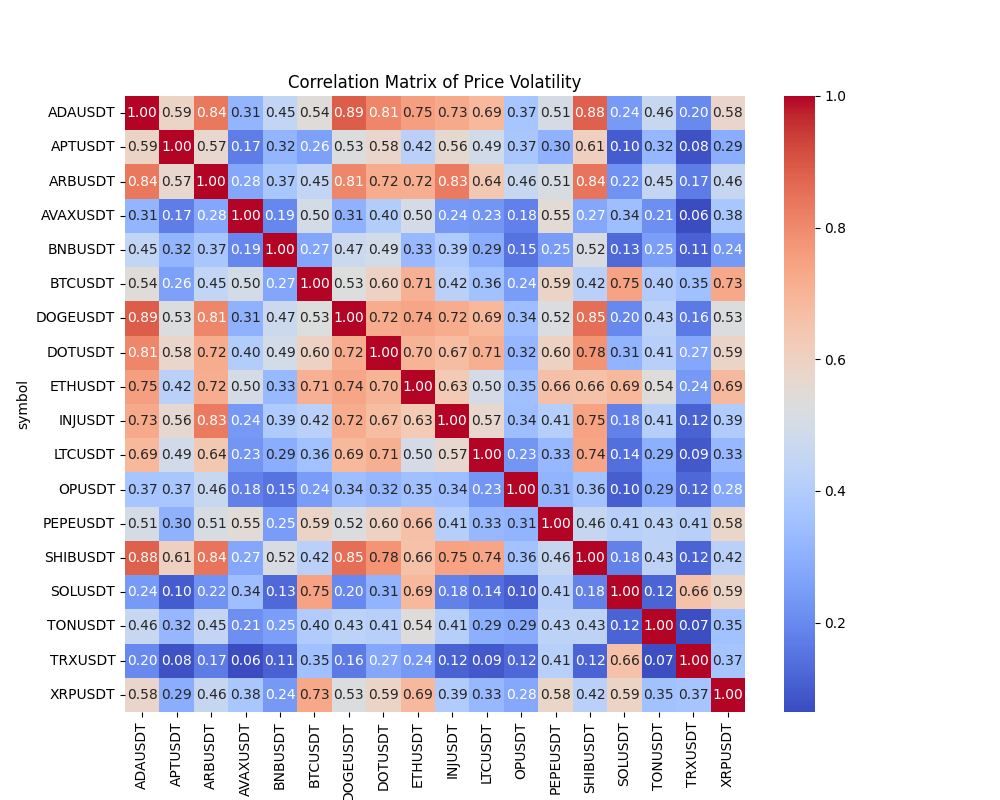 Correlation Matrix of Price Volatility
symbol
ADAUSDT 1.00 0.59 0.84 0.31 0.45 0.54 0.89 0.81 0.75 0.73 0.69 0.37 0.51 0.88 0.24 0.46 0.20 0.58
APTUSDT 0.59 1.00 0.57 0.17 0.32 0.26 0.53 0.58 0.42 0.56 0.49 0.37 0.30 0.61 0.10 0.32 0.08 0.29
ARBUSDT 0.84 0.57 1.00 0.28 0.37 0.45 0.81 0.72 0.72 0.83 0.64 0.46 0.51 0.84 0.22 0.45 0.17 0.46
AVAXUSDT 0.31 0.17 0.28 1.00 0.19 0.50 0.31 0.40 0.50 0.24 0.23 0.18 0.55 0.27 0.34 0.21 0.06 0.38
BNBUSDT 0.45 0.32 0.37 0.19 1.00 0.27 0.47 0.49 0.33 0.39 0.29 0.15 0.25 0.52 0.13 0.25 0.11 0.24
BTCUSDT 0.54 0.26 0.45 0.50 0.27 1.00 0.53 0.60 0.71 0.42 0.36 0.24 0.59 0.42 0.75 0.40 0.35 0.73
DOGEUSDT 0.89 0.53 0.81 0.31 0.47 0.53 1.00 0.72 0.74 0.72 0.69 0.34 0.52 0.85 0.20 0.43 0.16 0.53
DOTUSDT 0.81 0.58 0.72 0.40 0.49 0.60 0.72 1.00 0.70 0.67 0.71 0.32 0.60 0.78 0.31 0.41 0.27 0.59
ETHUSDT 0.75 0.42 0.72 0.50 0.33 0.71 0.74 0.70 1.00 0.63 0.50 0.35 0.66 0.66 0.69 0.54 0.24 0.69
INJUSDT 0.73 0.56 0.83 0.24 0.39 0.42 0.72 0.67 0.63 1.00 0.57 0.34 0.41 0.75 0.18 0.41 0.12 0.39
LTCUSDT 0.69 0.49 0.64 0.23 0.29 0.36 0.69 0.71 0.50 0.57 1.00 0.23 0.33 0.74 0.14 0.29 0.09 0.33
OPUSDT 0.37 0.37 0.46 0.18 0.15 0.24 0.34 0.32 0.35 0.34 0.23 1.00 0.31 0.36 0.10 0.29 0.12 0.28
PEPEUSDT 0.51 0.30 0.51 0.55 0.25 0.59 0.52 0.60 0.66 0.41 0.33 0.31 1.00 0.46 0.41 0.43 0.41 0.58
SHIBUSDT 0.88 0.61 0.84 0.27 0.52 0.42 0.85 0.78 0.66 0.75 0.74 0.36 0.46 1.00 0.18 0.43 0.12 0.42
SOLUSDT 0.24 0.10 0.22 0.34 0.13 0.75 0.20 0.31 0.69 0.18 0.14 0.10 0.41 0.18 1.00 0.12 0.66 0.59
TONUSDT 0.46 0.32 0.45 0.21 0.25 0.40 0.43 0.41 0.54 0.41 0.29 0.29 0.43 0.43 0.12 1.00 0.07 0.35
TRXUSDT 0.20 0.08 0.17 0.06 0.11 0.35 0.16 0.27 0.24 0.12 0.09 0.12 0.41 0.12 0.66 0.07 1.00 0.37
XRPUSDT 0.58 0.29 0.46 0.38 0.24 0.73 0.53 0.59 0.69 0.39 0.33 0.28 0.58 0.42 0.59 0.35 0.37 1.00
ADAUSDT APTUSDT ARBUSDT AVAXUSDT BNBUSDT BTCUSDT DOGEUSDT DOTUSDT ETHUSDT INJUSDT LTCUSDT OPUSDT PEPEUSDT SHIBUSDT SOLUSDT TONUSDT TRXUSDT XRPUSDT
1.0
0.8
0.6
0.4
0.2